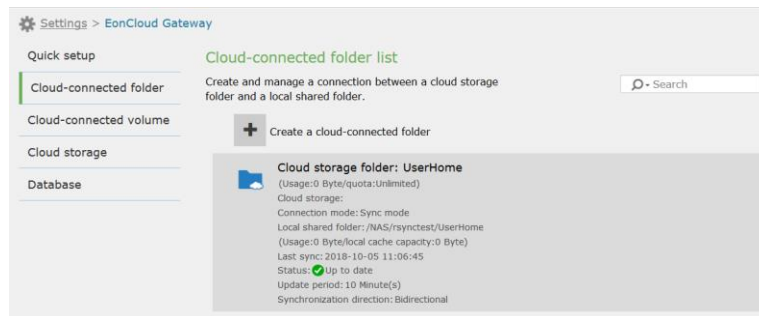 Settings > EonCloud Gateway
Quick setup
Cloud-connected folder
Cloud-connected volume
Cloud storage
Database
Cloud-connected folder list
Create and manage a connection between a cloud storage
folder and a local shared folder.
Search
Create a cloud-connected folder
Cloud storage folder: UserHome
(Usage:0 Byte/quota:Unlimited)
Cloud storage:
Connection mode: Sync mode
Local shared folder: /NAS/rsynctest/UserHome
(Usage:0 Byte/local cache capacity:0 Byte)
Last sync: 2018-10-05 11:06:45
Status: Up to date
Update period: 10 Minute(s)
Synchronization direction: Bidirectional